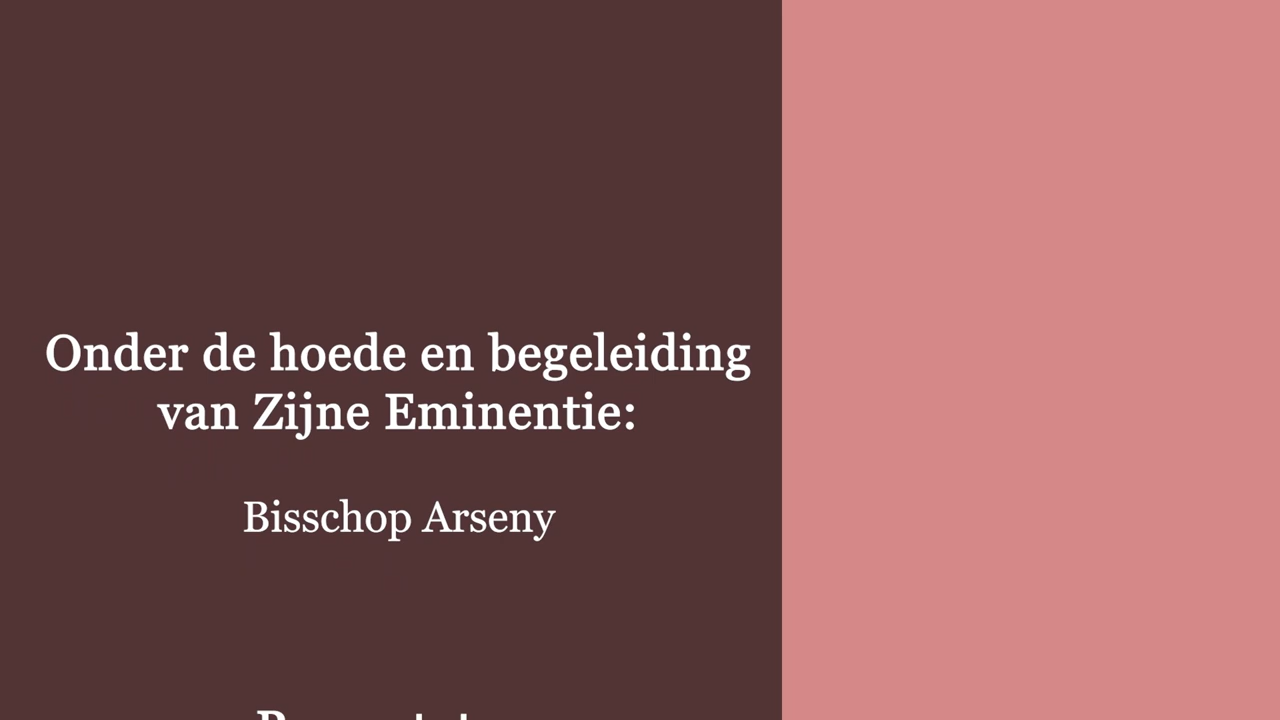 Onder de hoede en begeleiding
van Zijne Eminentie:
Bisschop Arseny